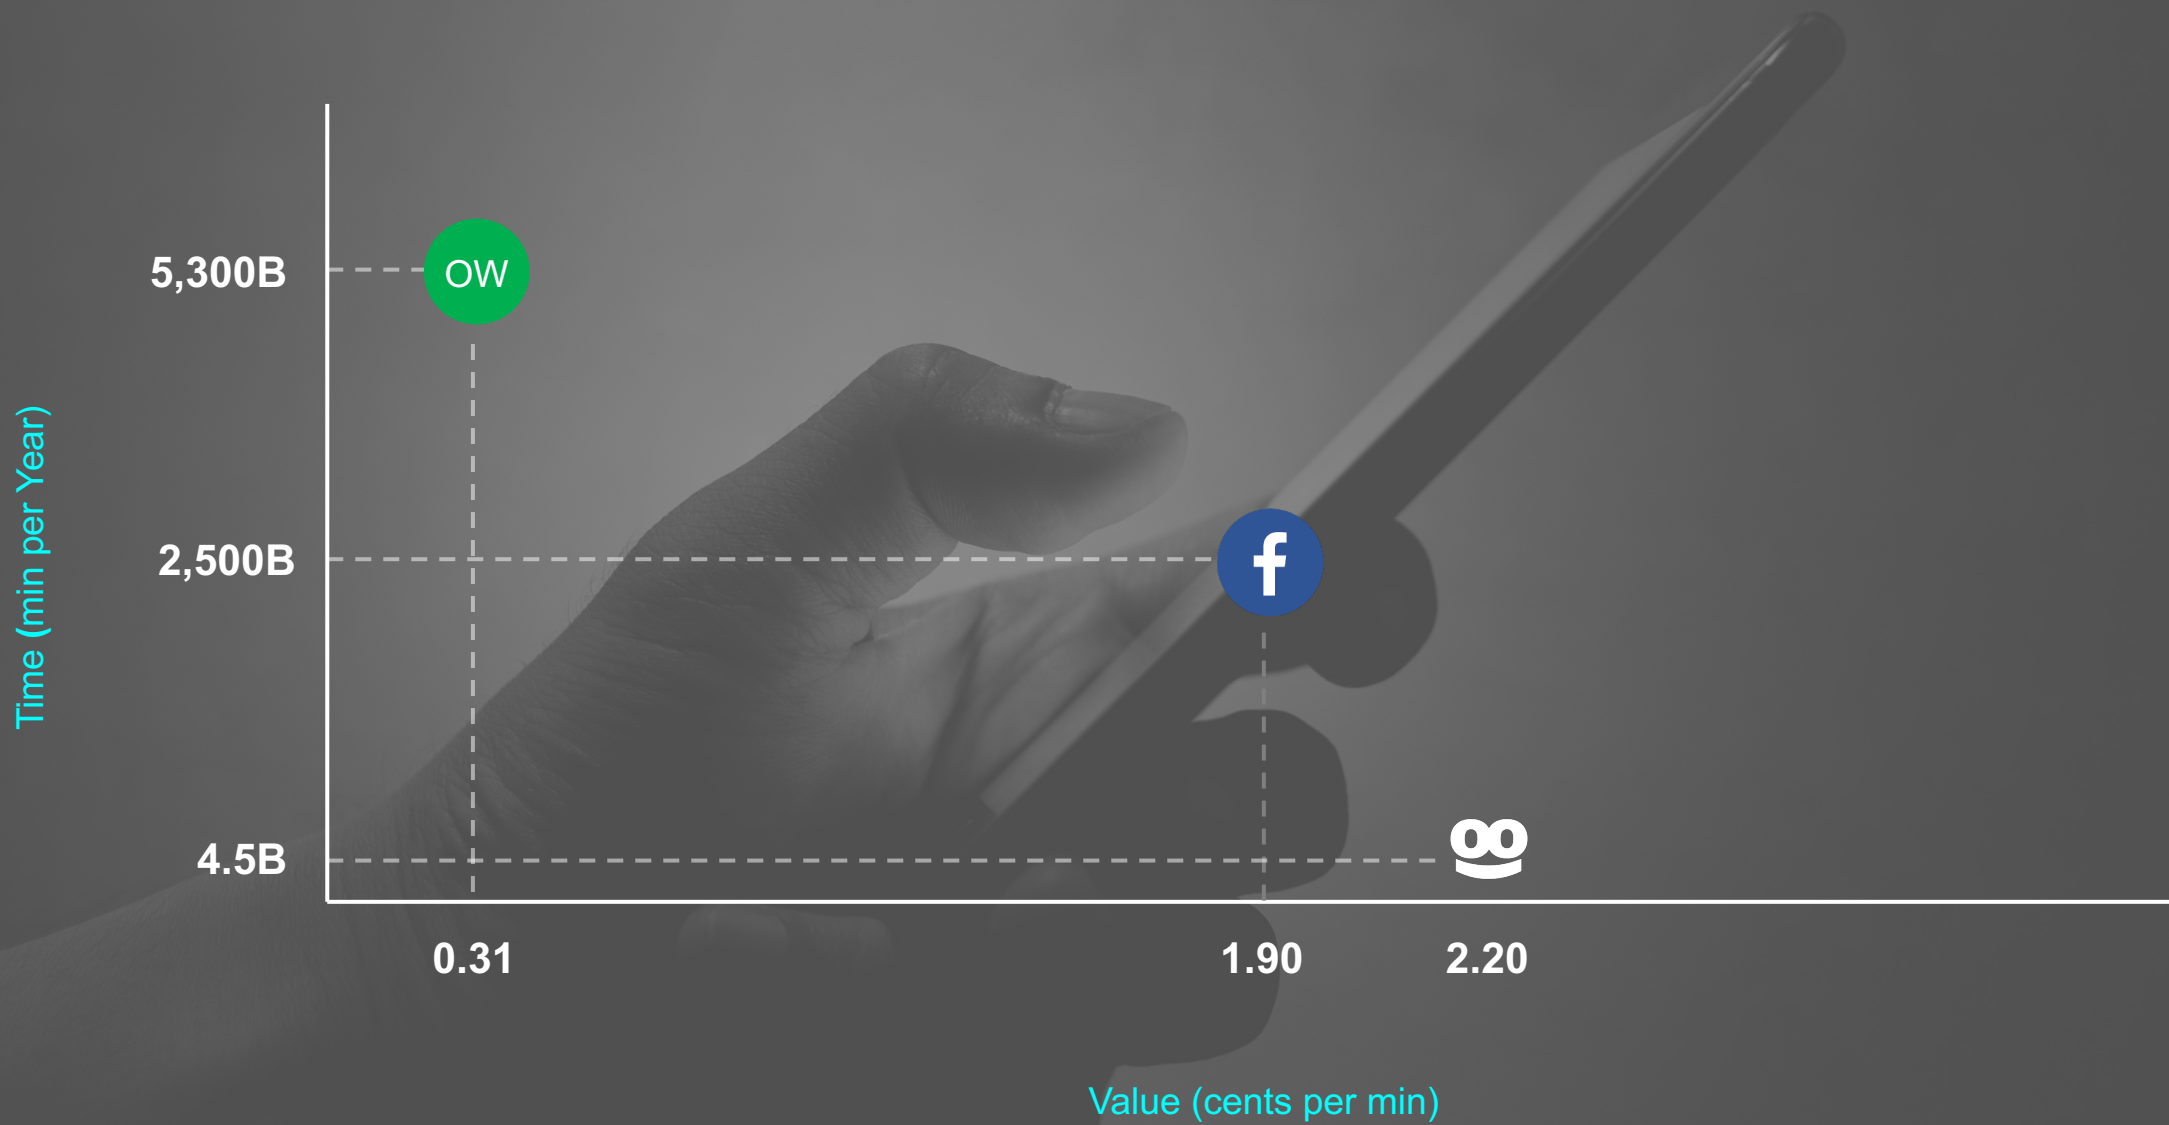 5,300B
OW
2,500B
f
4.5B
0.31
1.90
2.20
Time (min per Year)
Value (cents per min)